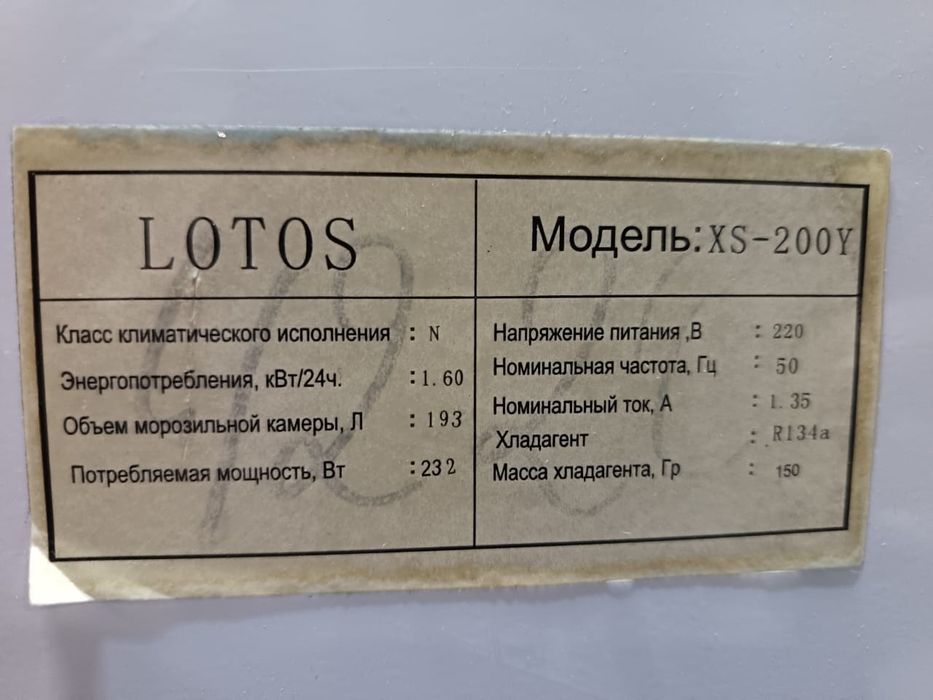 LOTOS
Модель:XS-200Y
Класс климатического исполнения : N
Энергопотребления, кВт/24ч. :1.60
Объем морозильной камеры, Л : 193
Потребляемая мощность, Вт :232
Напряжение питания ,В : 220
Номинальная частота, Гц : 50
Номинальный ток, А : 1.35
Хладагент : R134a
Масса хладагента, Гр : 150